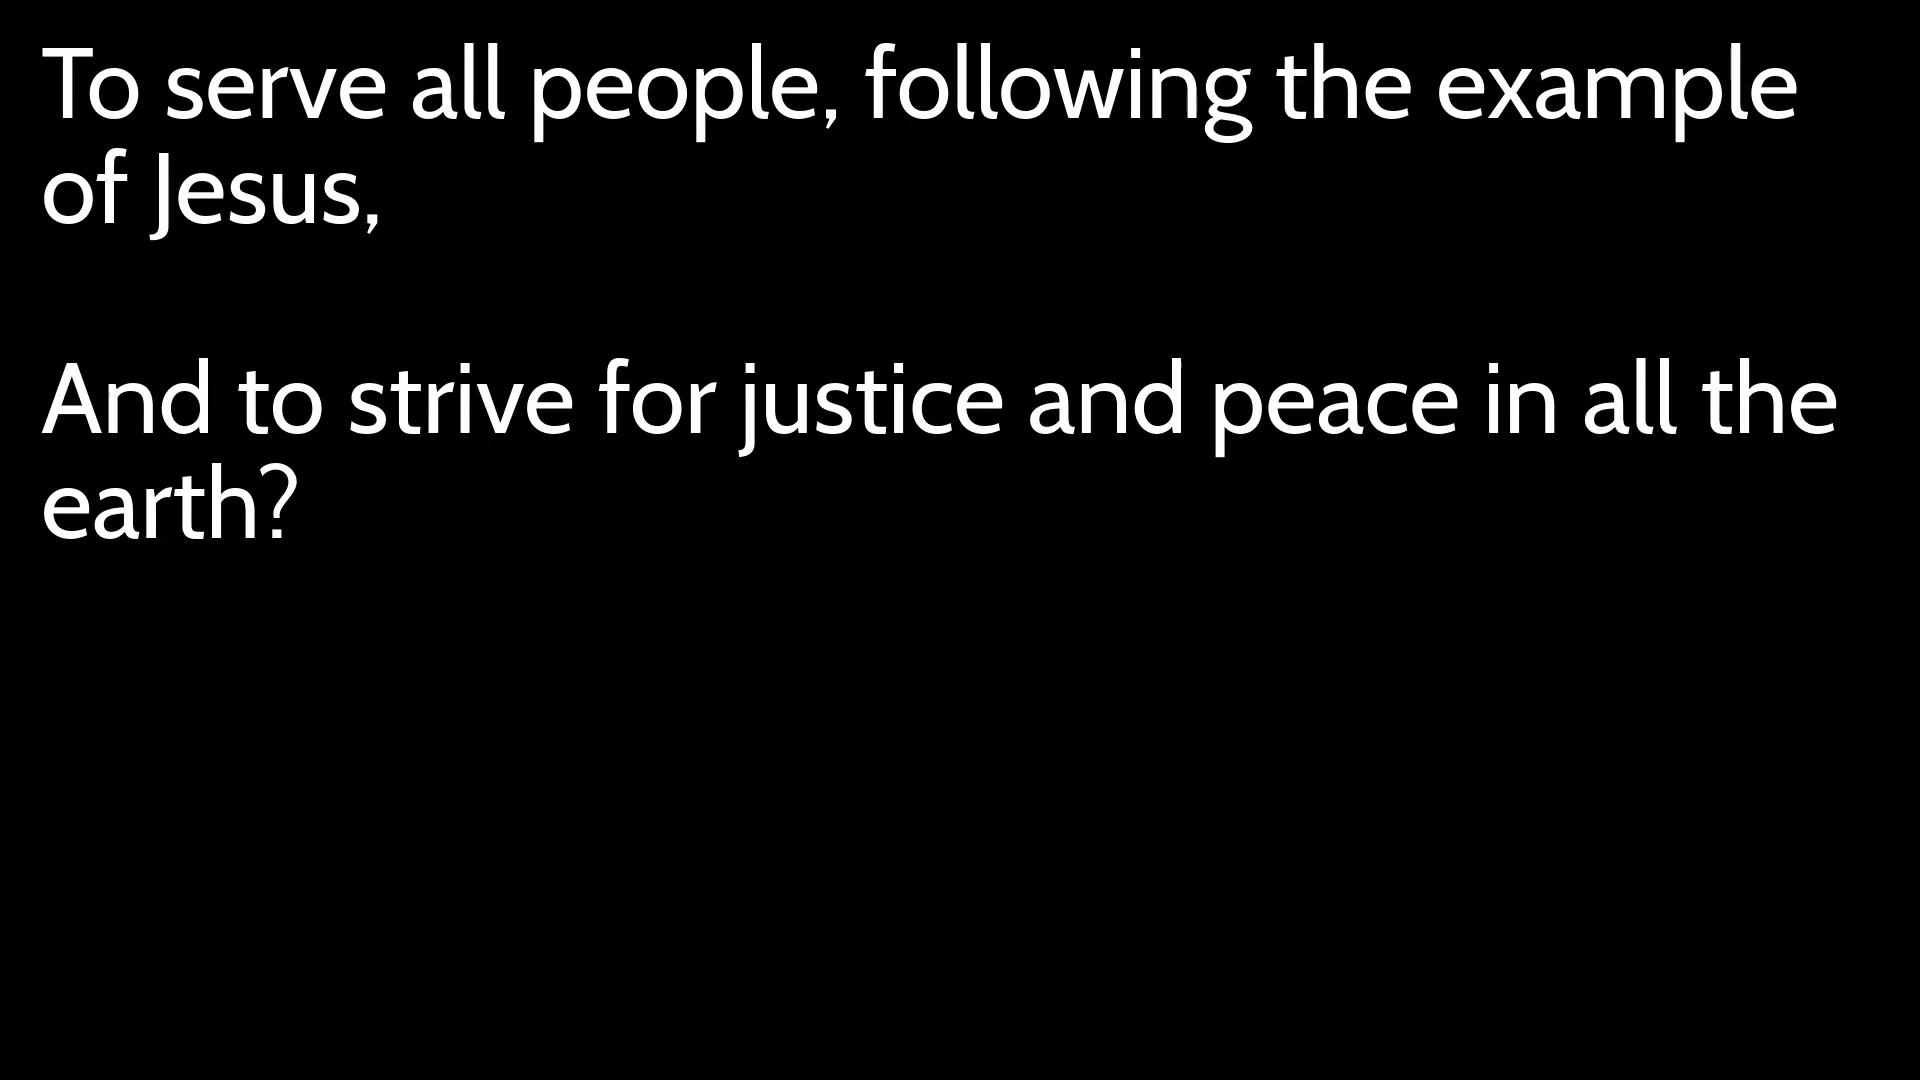 To serve all people, following the example
of Jesus,
And to strive for justice and peace in all the
earth?